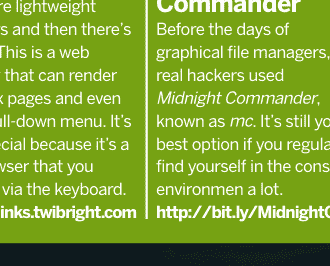 re lightweight
s and then there's
This is a web
that can render
x pages and even
ull-down menu. It's
ecial because it's a
wser that you
via the keyboard.
inks.twibright.com
Commander
Before the days of
graphical file managers,
real hackers used
Midnight Commander,
known as mc. It's still yo
best option if you regula
find yourself in the cons
environmen a lot.
http://bit.ly/MidnightC